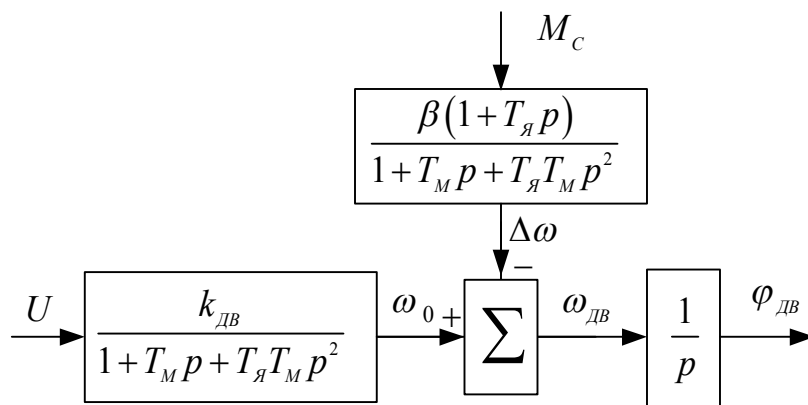 M_C
β(1+T_Я p)
1+T_М p+T_Я T_М p²
Δω
−
U
k_ДВ
1+T_М p+T_Я T_М p²
ω_0 +
Σ
ω_ДВ
1
p
φ_ДВ